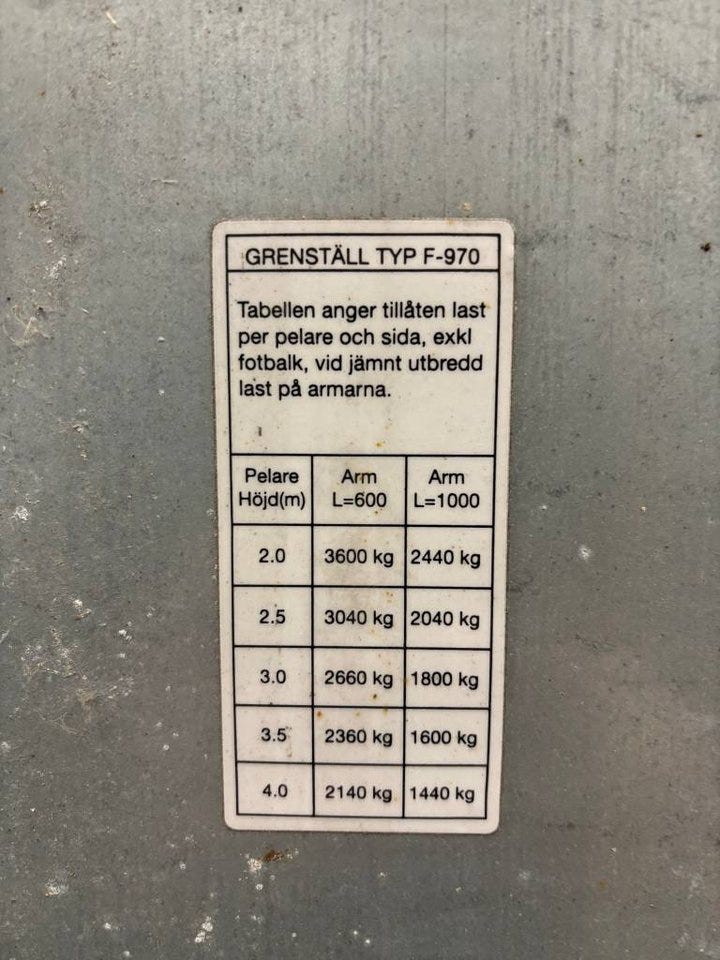 GRENSTÄLL TYP F-970
Tabellen anger tillåten last
per pelare och sida, exkl
fotbalk, vid jämnt utbredd
last på armarna.
Pelare Arm Arm
Höjd(m) L=600 L=1000
2.0 3600 kg 2440 kg
2.5 3040 kg 2040 kg
3.0 2660 kg 1800 kg
3.5 2360 kg 1600 kg
4.0 2140 kg 1440 kg